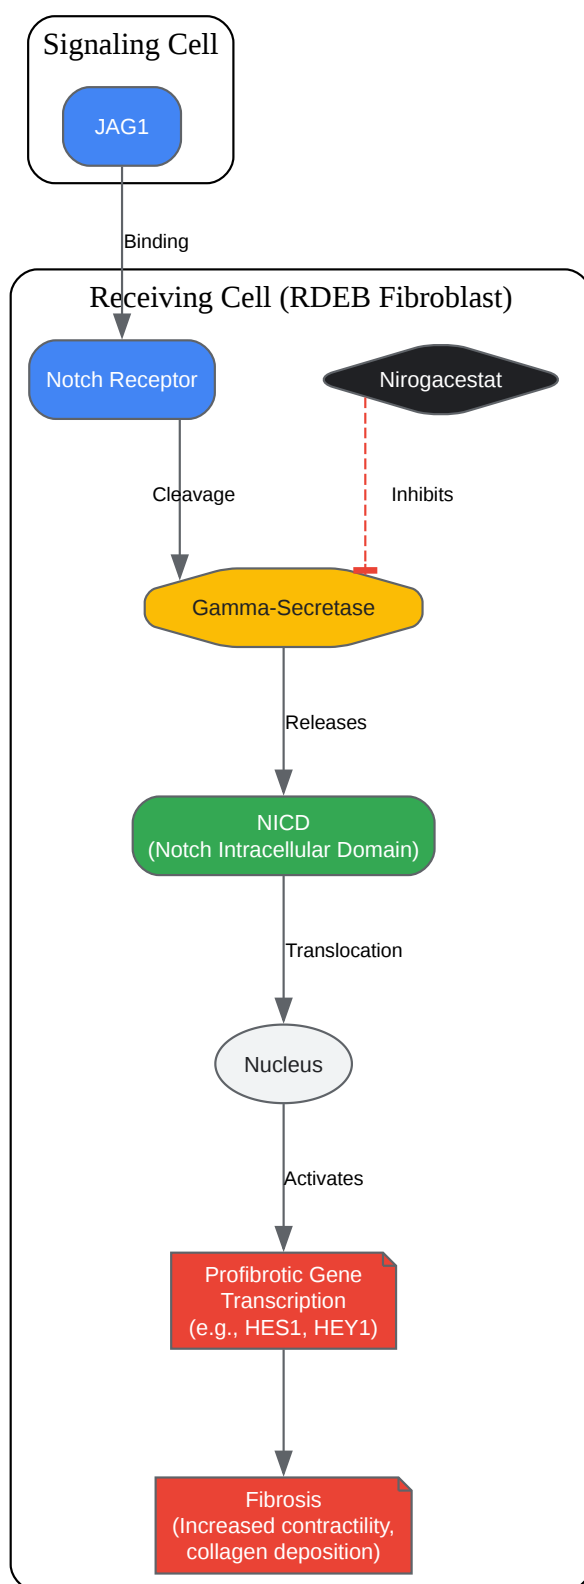 Signaling Cell
JAG1
Binding
Receiving Cell (RDEB Fibroblast)
Notch Receptor
Nirogacestat
Cleavage
Inhibits
Gamma-Secretase
Releases
NICD
(Notch Intracellular Domain)
Translocation
Nucleus
Activates
Profibrotic Gene
Transcription
(e.g., HES1, HEY1)
Fibrosis
(Increased contractility,
collagen deposition)